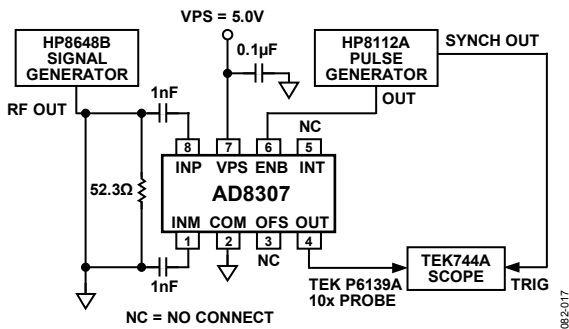 VPS = 5.0V
HP8648B
SIGNAL
GENERATOR
0.1µF
HP8112A
PULSE
GENERATOR
SYNCH OUT
RF OUT
1nF
OUT
NC
8
7
6
5
INP
VPS
ENB
INT
52.3Ω
AD8307
INM
COM
OFS
OUT
1
2
3
4
NC
1nF
TEK P6139A
10x PROBE
TEK744A
SCOPE
TRIG
NC = NO CONNECT
082-017